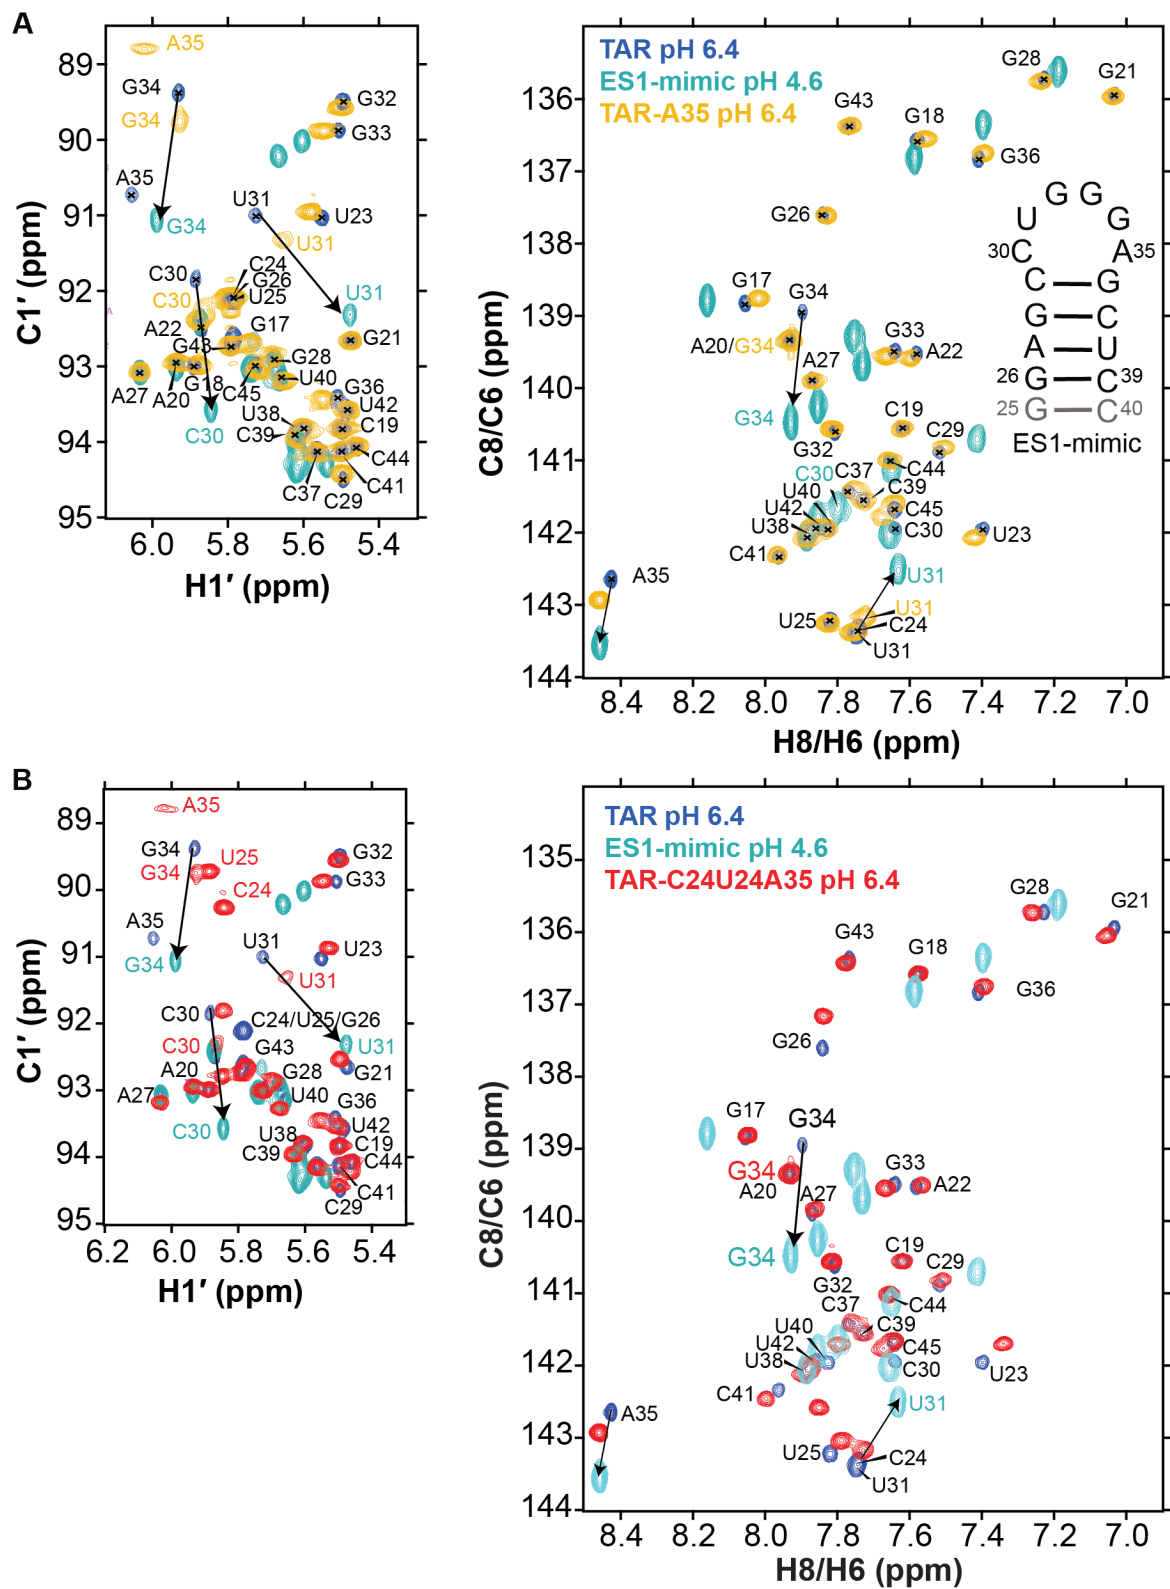 A
A35
G34
G34
G32
G33
A35
U31
U23
G34
U31
C30
C24
G26
U25
C30
U31
A22
G43
G17
G21
G28
A27
A20
G18
C45
U40
G36
U42
C30
U38
C19
C39
C44
C37
C41
C29
89
90
91
92
93
94
95
6.0
5.8
5.6
5.4
C1′ (ppm)
H1′ (ppm)
TAR pH 6.4
ES1-mimic pH 4.6
TAR-A35 pH 6.4
G28
G21
G43
G18
G36
G26
G17
G34
A20/G34
G33
A22
A27
G34
C19
C29
G32
C30
C37
C44
U40
C39
U42
C45
U38
C30
U23
C41
U31
A35
U31
U25
C24
U31
G G
U G
30 C A 35
C G
G C
A U
26 G C 39
25 G C 40
ES1-mimic
136
137
138
139
140
141
142
143
144
8.4
8.2
8.0
7.8
7.6
7.4
7.2
7.0
C8/C6 (ppm)
H8/H6 (ppm)
B
A35
G34
G34
U25
G32
G33
C24
A35
G34
U31
U23
U31
C30
C24/U25/G26
C30
U31
G43
A20
G28
G21
A27
U40
G36
C30
U42
U38
C19
C39
C44
C41
C29
89
90
91
92
93
94
95
6.2
6.0
5.8
5.6
5.4
C1′ (ppm)
H1′ (ppm)
TAR pH 6.4
ES1-mimic pH 4.6
TAR-C24U24A35 pH 6.4
G28
G21
G43
G18
G36
G26
G17
G34
G34
A20
G33
A22
A27
G34
C19
C29
G32
C37
C44
U40
C39
U42
C45
U38
C30
U23
C41
U31
A35
U25
C24
U31
135
136
137
138
139
140
141
142
143
144
8.4
8.2
8.0
7.8
7.6
7.4
7.2
7.0
C8/C6 (ppm)
H8/H6 (ppm)